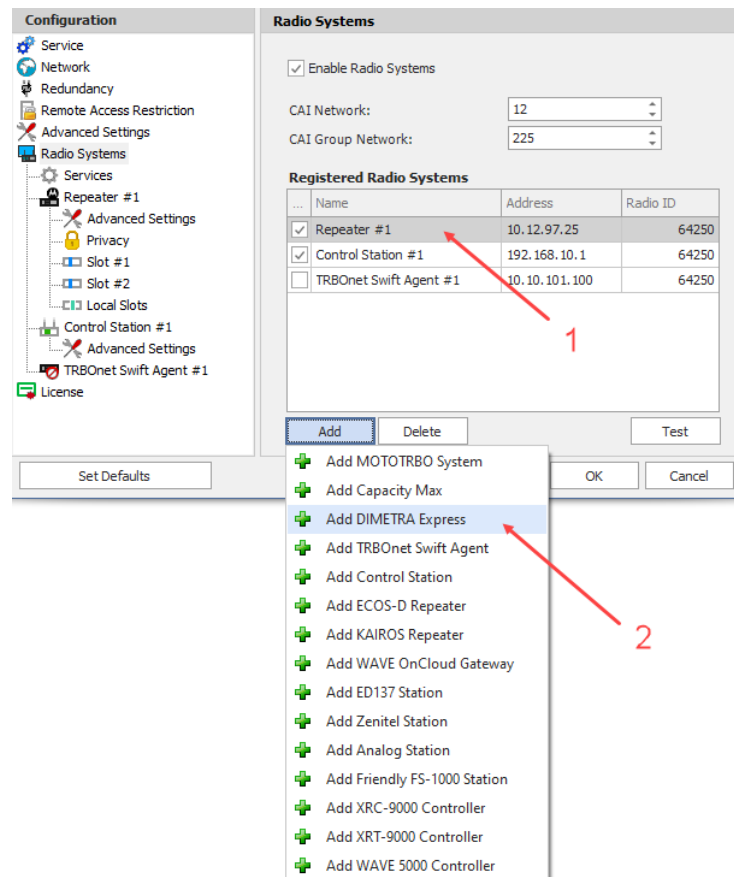 Configuration
Service
Network
Redundancy
Remote Access Restriction
Advanced Settings
Radio Systems
Services
Repeater #1
Advanced Settings
Privacy
Slot #1
Slot #2
Local Slots
Control Station #1
Advanced Settings
TRBOnet Swift Agent #1
License
Set Defaults
Radio Systems
Enable Radio Systems
CAI Network: 12
CAI Group Network: 225
Registered Radio Systems
... Name Address Radio ID
Repeater #1 10.12.97.25 64250
Control Station #1 192.168.10.1 64250
TRBOnet Swift Agent #1 10.10.101.100 64250
1
Add Delete Test
OK Cancel
Add MOTOTRBO System
Add Capacity Max
Add DIMETRA Express
Add TRBOnet Swift Agent
Add Control Station
Add ECOS-D Repeater
Add KAIROS Repeater
2
Add WAVE OnCloud Gateway
Add ED137 Station
Add Zenitel Station
Add Analog Station
Add Friendly FS-1000 Station
Add XRC-9000 Controller
Add XRT-9000 Controller
Add WAVE 5000 Controller